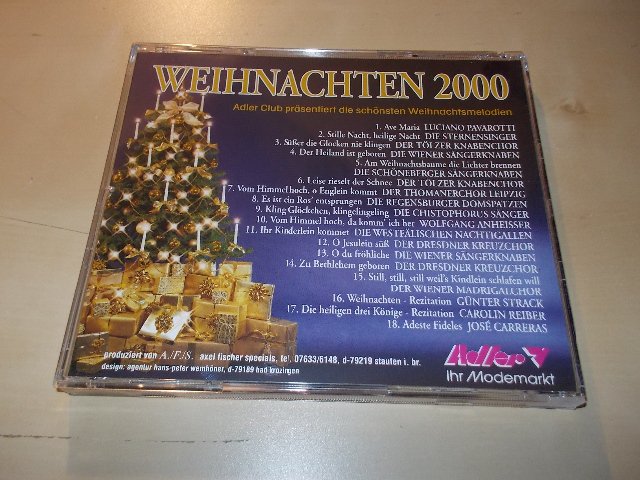 WEIHNACHTEN 2000
Adler Club präsentiert die schönsten Weihnachtsmelodien
1. Ave Maria LUCIANO PAVAROTTI
2. Stille Nacht, heilige Nacht DIE STERNENSINGER
3. Süßer die Glocken nie klingen DER TÖLZER KNABENCHOR
4. Der Heiland ist geboren DIE WIENER SÄNGERKNABEN
5. Am Weihnachtsbaume die Lichter brennen
DIE SCHÖNEBERGER SÄNGERKNABEN
6. Leise rieselt der Schnee DER TÖLZER KNABENCHOR
7. Vom Himmel hoch, o Englein kommt DER THOMANERCHOR LEIPZIG
8. Es ist ein Ros' entsprungen DIE REGENSBURGER DOMSPATZEN
9. Kling Glöckchen, klingelingeling DIE CHISTOPHORUS SÄNGER
10. Vom Himmel hoch, da komm' ich her WOLFGANG ANHEISSER
11. Ihr Kinderlein kommet DIE WESTFÄLISCHEN NACHTIGALLEN
12. O Jesulein süß DER DRESDNER KREUZCHOR
13. O du fröhliche DIE WIENER SÄNGERKNABEN
14. Zu Bethlehem geboren DER DRESDNER KREUZCHOR
15. Still, still, still weil's Kindlein schlafen will
DER WIENER MADRIGALCHOR
16. Weihnachten - Rezitation GÜNTER STRACK
17. Die heiligen drei Könige - Rezitation CAROLIN REIBER
18. Adeste Fideles JOSÉ CARRERAS
produziert von A./F./S. axel fischer specials, tel. 07633/6148, d-79219 staufen i. br.
design: agentur hans-peter wemhöner, d-79189 bad krozingen
Adler
Ihr Modemarkt